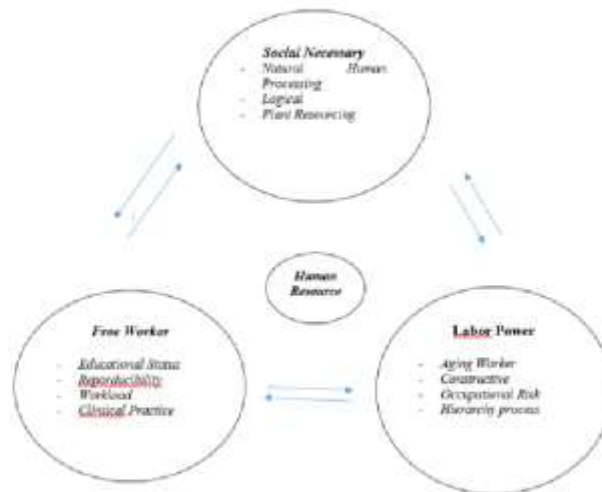 Social Necessary
- Natural Human
Processing
- Logical
- Plant Resourcing
Human
Resource
Free Worker
- Educational Status
- Reporducibility
- Workload
- Clinical Practice
Labor Power
- Aging Worker
- Constructive
- Occupational Risk
- Hierarchy process